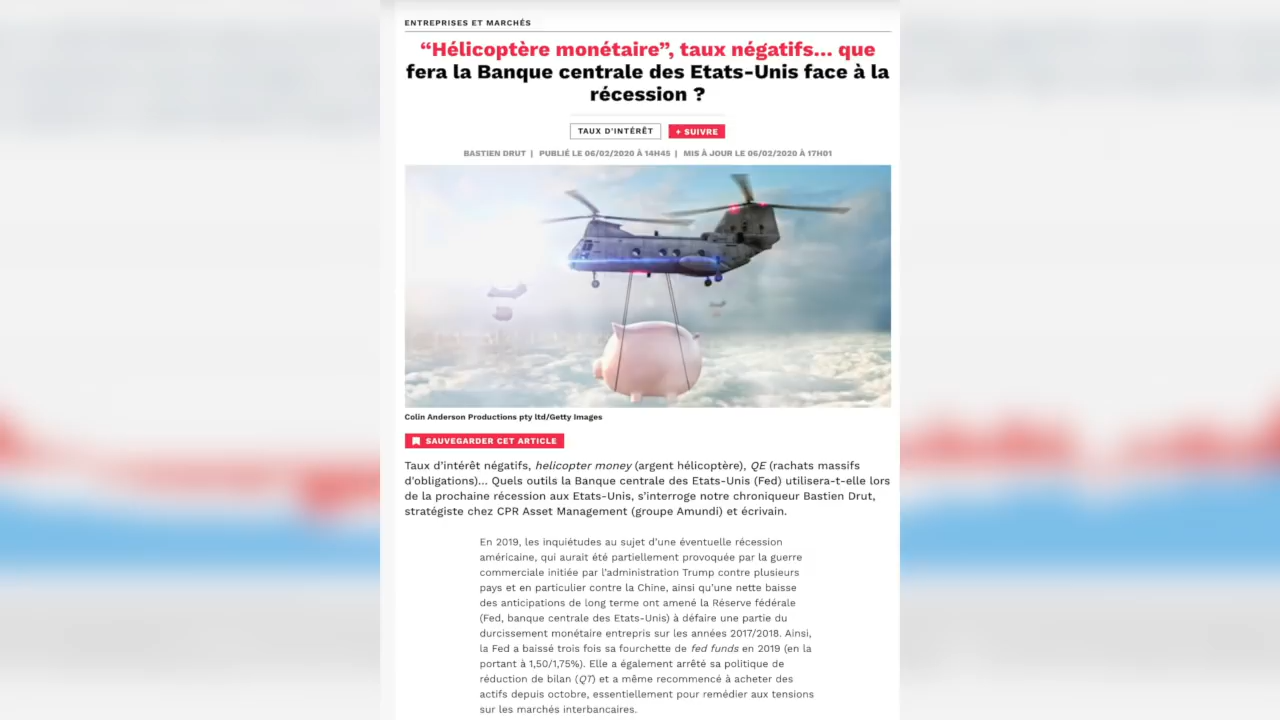 ENTREPRISES ET MARCHÉS
“Hélicoptère monétaire”, taux négatifs... que
fera la Banque centrale des Etats-Unis face à la
récession ?
TAUX D'INTÉRÊT + SUIVRE
BASTIEN DRUT | PUBLIÉ LE 06/02/2020 À 14H45 | MIS À JOUR LE 06/02/2020 À 17H01
Colin Anderson Productions pty ltd/Getty Images
SAUVEGARDER CET ARTICLE
Taux d’intérêt négatifs, helicopter money (argent hélicoptère), QE (rachats massifs
d'obligations)... Quels outils la Banque centrale des Etats-Unis (Fed) utilisera-t-elle lors
de la prochaine récession aux Etats-Unis, s’interroge notre chroniqueur Bastien Drut,
stratégiste chez CPR Asset Management (groupe Amundi) et écrivain.
En 2019, les inquiétudes au sujet d’une éventuelle récession
américaine, qui aurait été partiellement provoquée par la guerre
commerciale initiée par l’administration Trump contre plusieurs
pays et en particulier contre la Chine, ainsi qu’une nette baisse
des anticipations de long terme ont amené la Réserve fédérale
(Fed, banque centrale des Etats-Unis) à défaire une partie du
durcissement monétaire entrepris sur les années 2017/2018. Ainsi,
la Fed a baissé trois fois sa fourchette de fed funds en 2019 (en la
portant à 1,50/1,75%). Elle a également arrêté sa politique de
réduction de bilan (QT) et a même recommencé à acheter des
actifs depuis octobre, essentiellement pour remédier aux tensions
sur les marchés interbancaires.